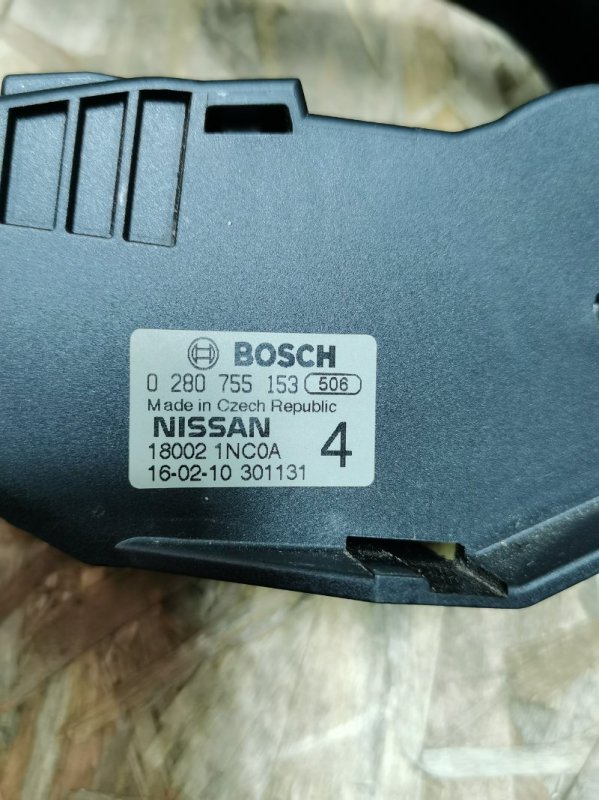 BOSCH
0 280 755 153 506
Made in Czech Republic
NISSAN 4
18002 1NC0A
16-02-10 301131